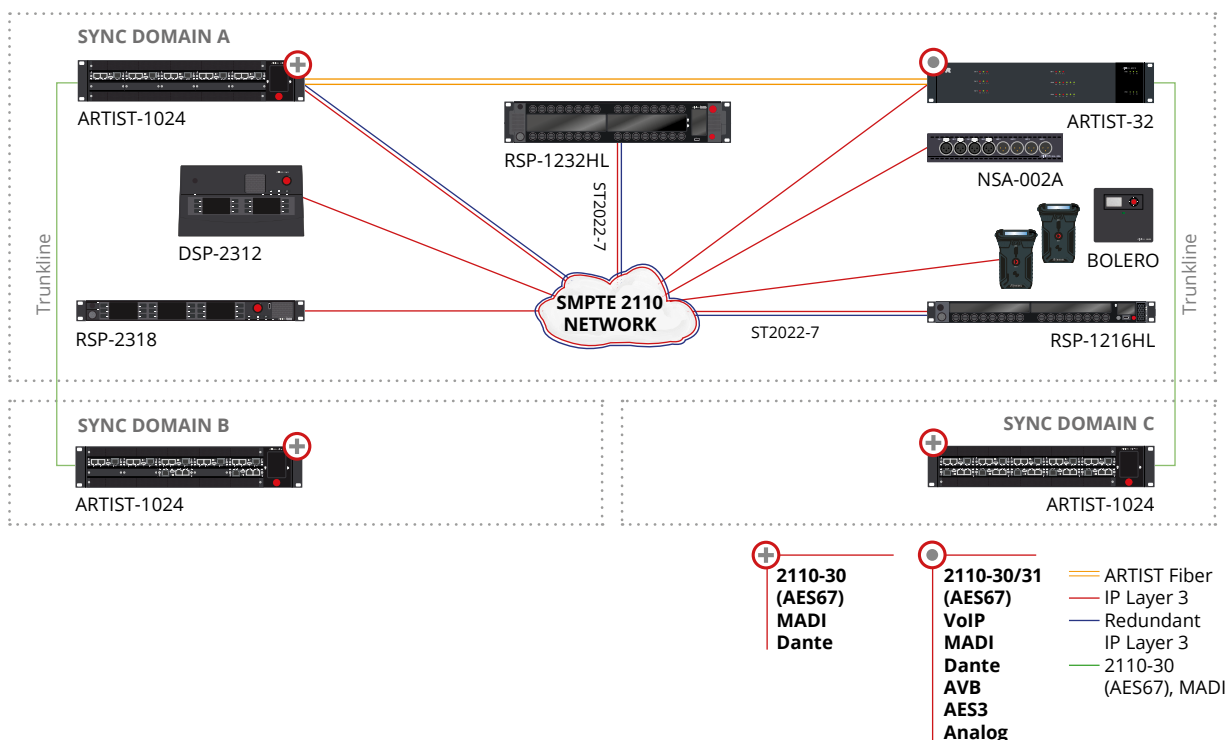 SYNC DOMAIN A
ARTIST-1024
RSP-1232HL
ARTIST-32
NSA-002A
DSP-2312
ST2022-7
BOLERO
Trunkline
Trunkline
SMPTE 2110
NETWORK
RSP-2318
ST2022-7
RSP-1216HL
SYNC DOMAIN B
ARTIST-1024
SYNC DOMAIN C
ARTIST-1024
2110-30
(AES67)
MADI
Dante
2110-30/31
(AES67)
VoIP
MADI
Dante
AVB
AES3
Analog
ARTIST Fiber
IP Layer 3
Redundant
IP Layer 3
2110-30
(AES67), MADI